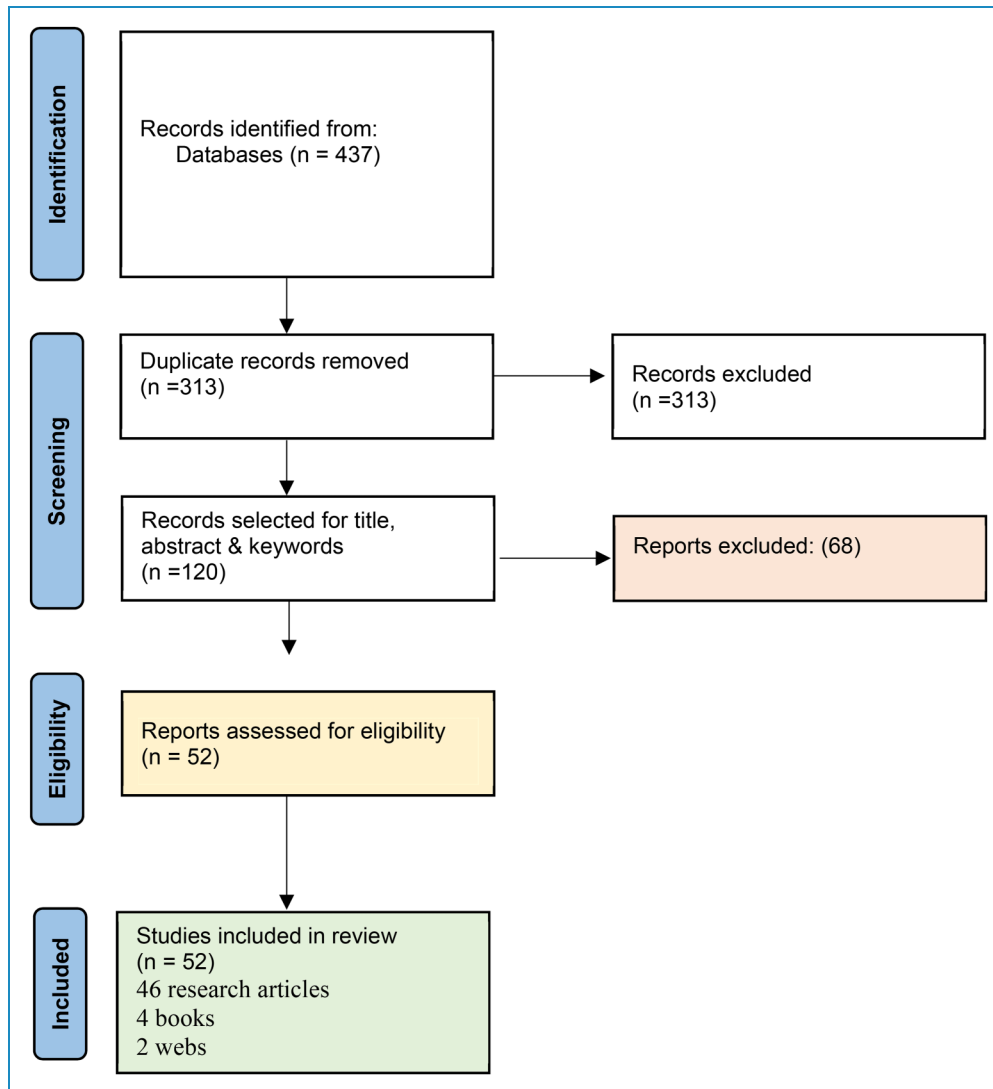 Identification
Records identified from:
Databases (n = 437)
Screening
Duplicate records removed
(n =313)
Records excluded
(n =313)
Records selected for title,
abstract & keywords
(n =120)
Reports excluded: (68)
Eligibility
Reports assessed for eligibility
(n = 52)
Included
Studies included in review
(n = 52)
46 research articles
4 books
2 webs